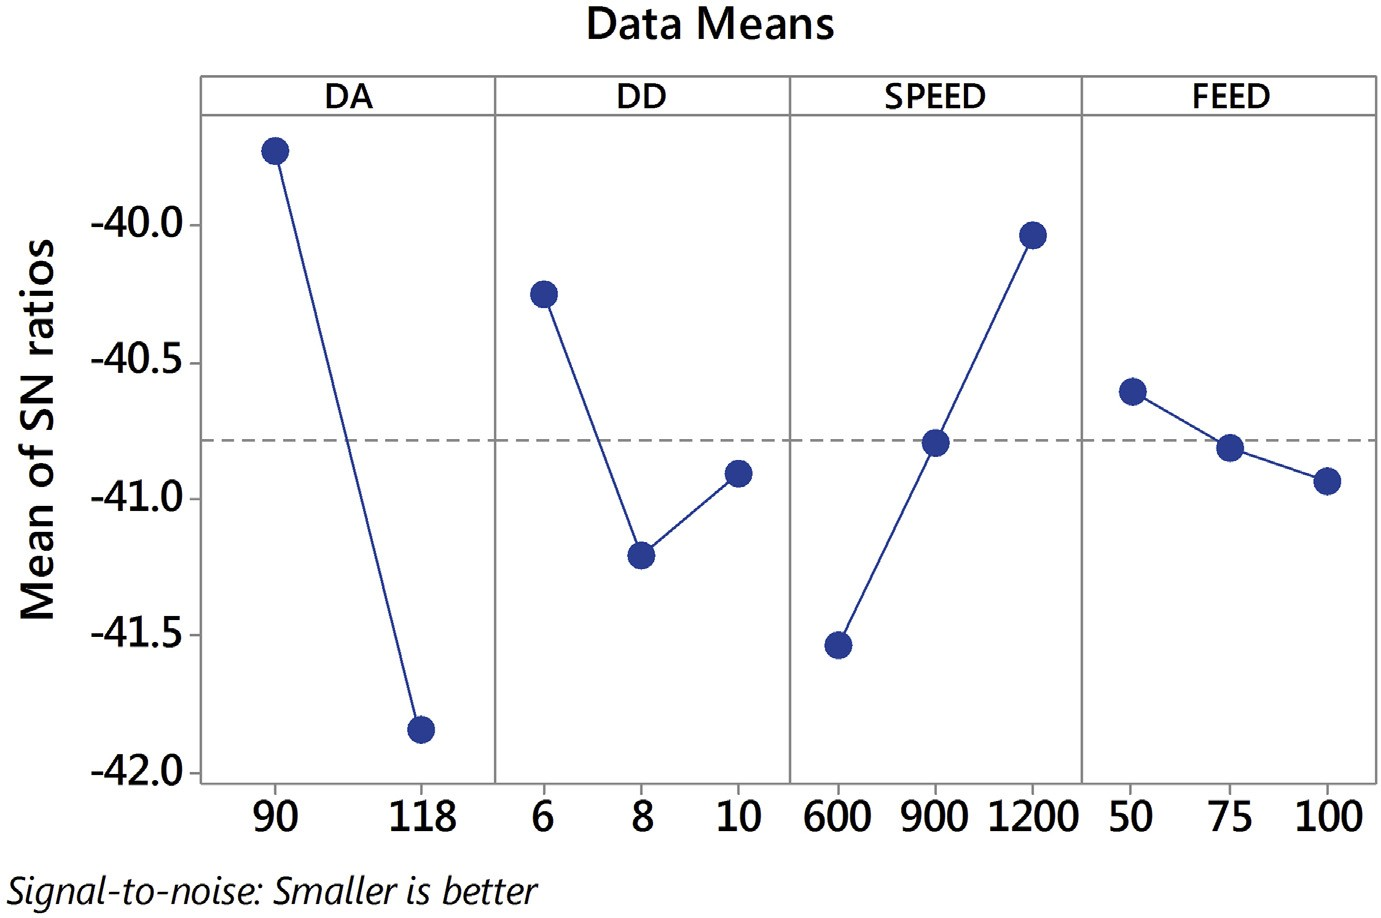 Data Means
DA DD SPEED FEED
Mean of SN ratios
-40.0
-40.5
-41.0
-41.5
-42.0
90 118 6 8 10 600 900 1200 50 75 100
Signal-to-noise: Smaller is better